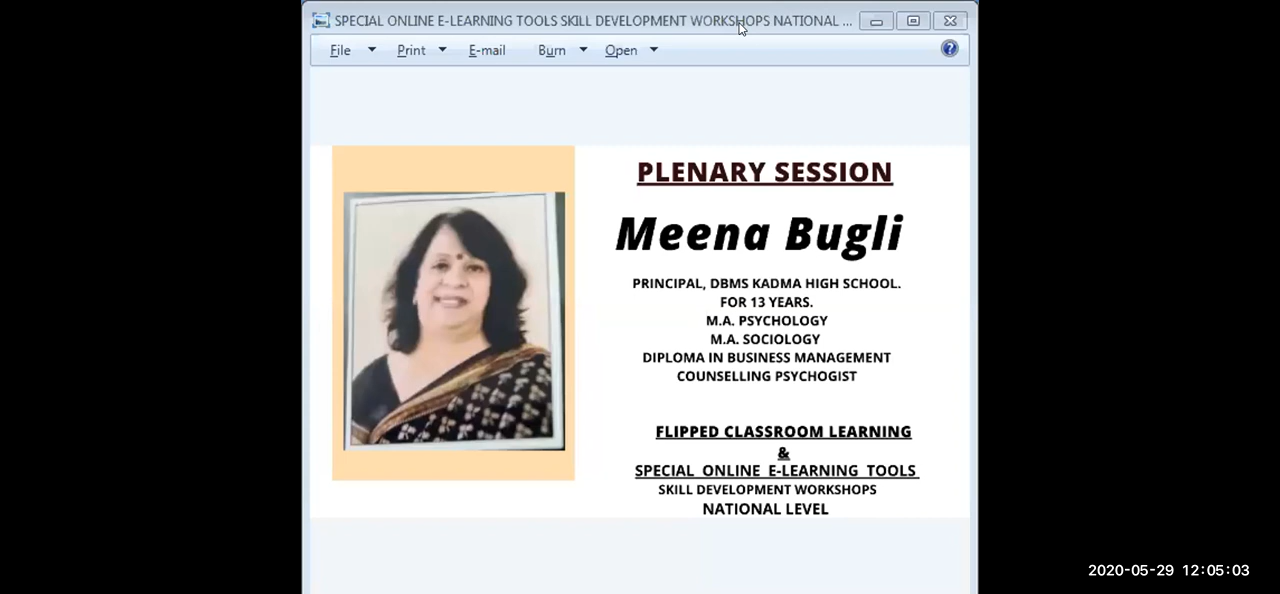 SPECIAL ONLINE E-LEARNING TOOLS SKILL DEVELOPMENT WORKSHOPS NATIONAL ...
File Print E-mail Burn Open
PLENARY SESSION
Meena Bugli
PRINCIPAL, DBMS KADMA HIGH SCHOOL.
FOR 13 YEARS.
M.A. PSYCHOLOGY
M.A. SOCIOLOGY
DIPLOMA IN BUSINESS MANAGEMENT
COUNSELLING PSYCHOGIST
FLIPPED CLASSROOM LEARNING
&
SPECIAL ONLINE E-LEARNING TOOLS
SKILL DEVELOPMENT WORKSHOPS
NATIONAL LEVEL
2020-05-29 12:05:03